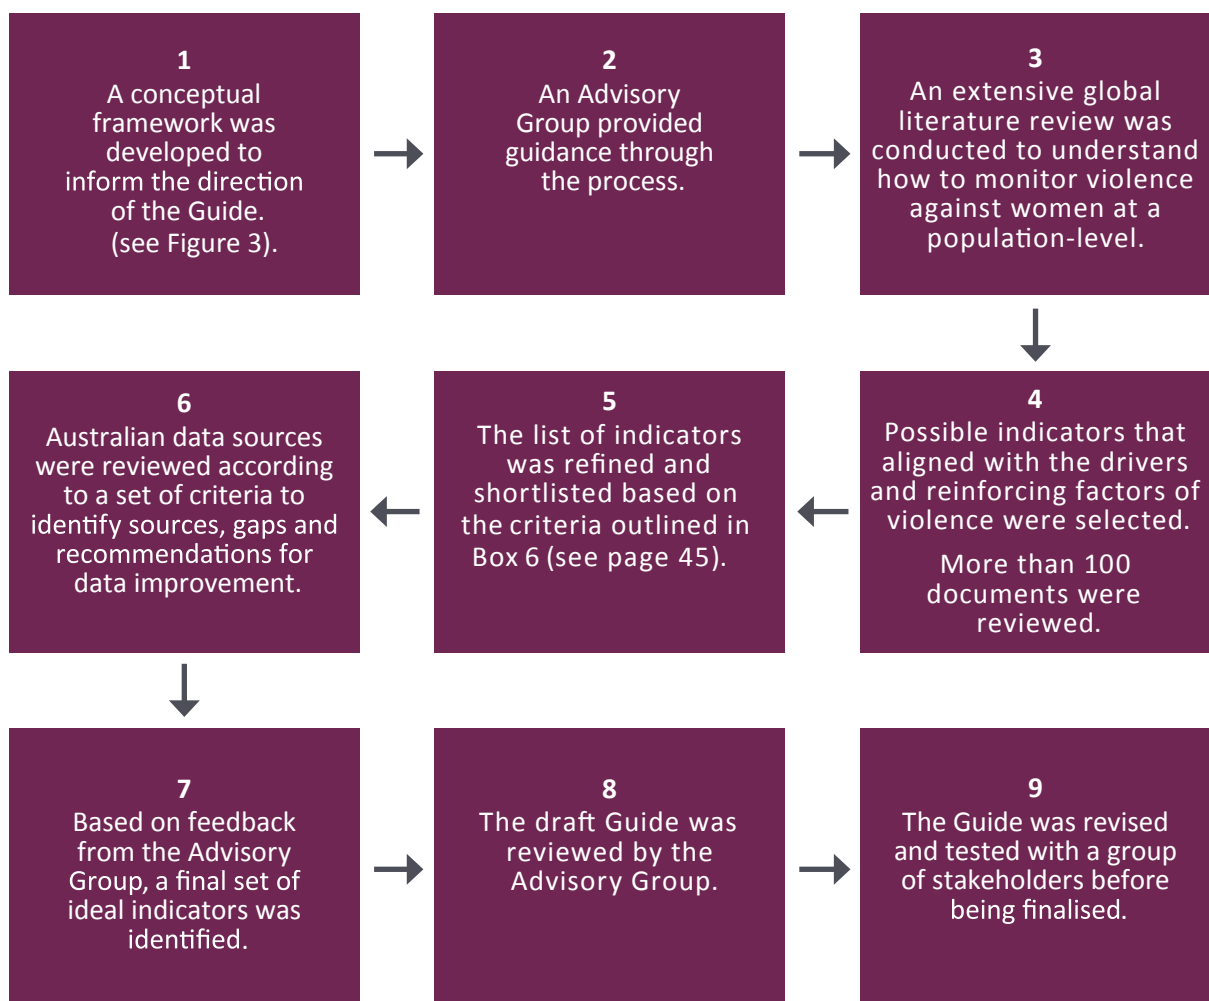 1
A conceptual
framework was
developed to
inform the direction
of the Guide.
(see Figure 3).
2
An Advisory
Group provided
guidance through
the process.
3
An extensive global
literature review was
conducted to understand
how to monitor violence
against women at a
population-level.
4
Possible indicators that
aligned with the drivers
and reinforcing factors of
violence were selected.
More than 100
documents were
reviewed.
5
The list of indicators
was refined and
shortlisted based on
the criteria outlined in
Box 6 (see page 45).
6
Australian data sources
were reviewed according
to a set of criteria to
identify sources, gaps and
recommendations for
data improvement.
7
Based on feedback
from the Advisory
Group, a final set of
ideal indicators was
identified.
8
The draft Guide was
reviewed by the
Advisory Group.
9
The Guide was revised
and tested with a group
of stakeholders before
being finalised.